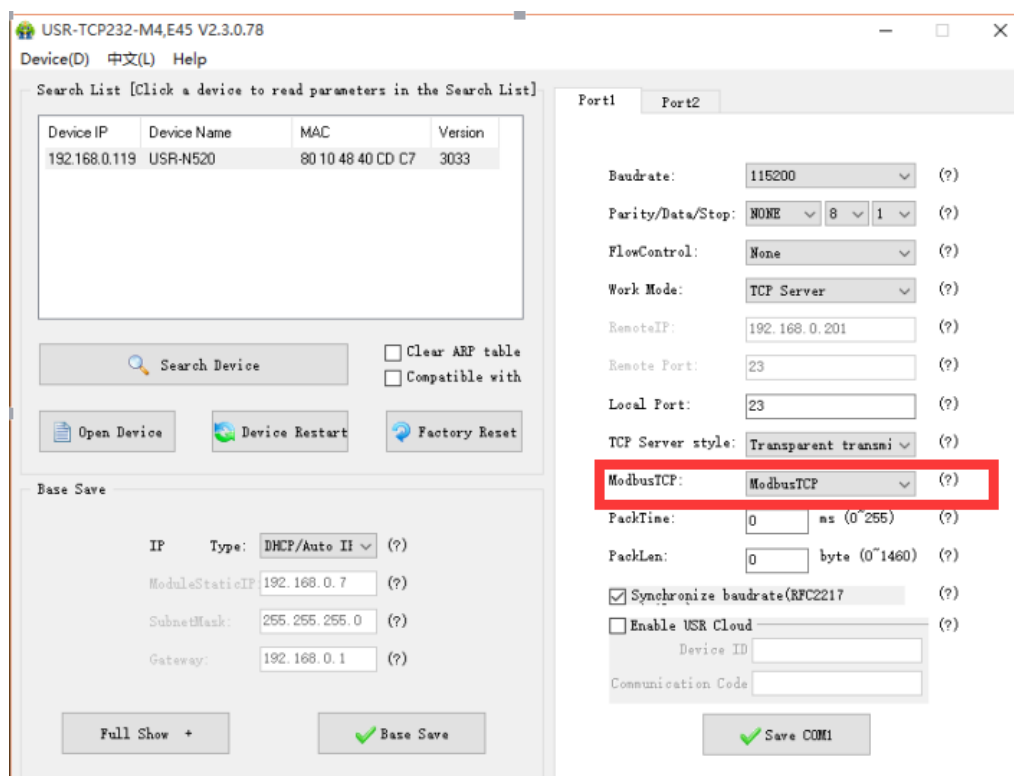 USR-TCP232-M4,E45 V2.3.0.78
Device(D) 中文(L) Help
Search List [Click a device to read parameters in the Search List]
Device IP Device Name MAC Version
192.168.0.119 USR-N520 80 10 48 40 CD C7 3033
Search Device
Clear ARP table
Compatible with
Open Device Device Restart Factory Reset
Base Save
IP Type: DHCP/Auto IP (?)
ModuleStaticIP 192.168.0.7 (?)
SubnetMask: 255.255.255.0 (?)
Gateway: 192.168.0.1 (?)
Full Show + Base Save
Port1 Port2
Baudrate: 115200 (?)
Parity/Data/Stop: NONE 8 1 (?)
FlowControl: None (?)
Work Mode: TCP Server (?)
RemoteIP: 192.168.0.201 (?)
Remote Port: 23 (?)
Local Port: 23 (?)
TCP Server style: Transparent transmi (?)
ModbusTCP: ModbusTCP (?)
PackTime: 0 ms (0~255) (?)
PackLen: 0 byte (0~1460) (?)
Synchronize baudrate(RFC2217 (?)
Enable USR Cloud (?)
Device ID
Communication Code
Save COM1